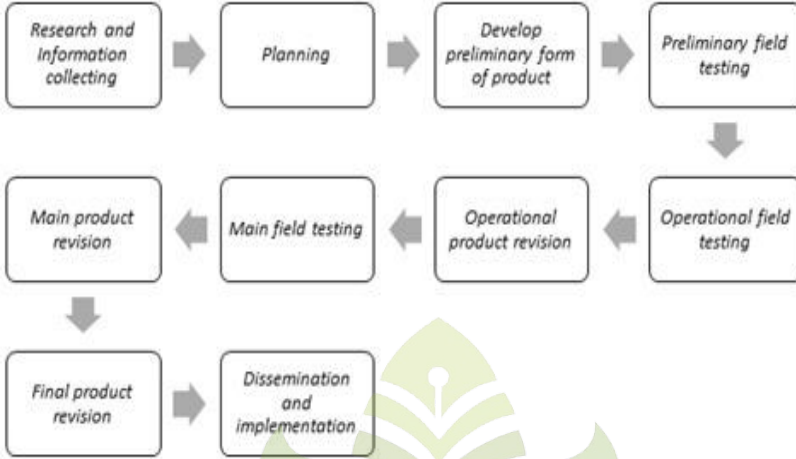 Research and
Information
collecting
Planning
Develop
preliminary form
of product
Preliminary field
testing
Operational field
testing
Operational
product revision
Main field testing
Main product
revision
Final product
revision
Dissemination
and
implementation